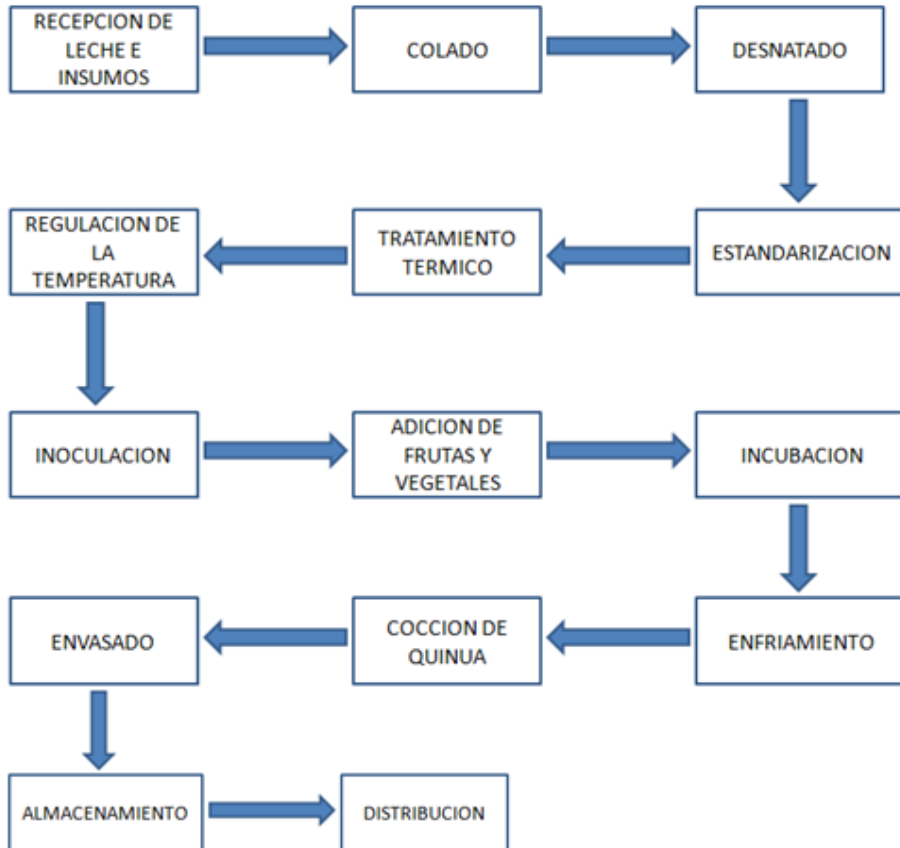 RECEPCION DE
LECHE E
INSUMOS
COLADO
DESNATADO
ESTANDARIZACION
TRATAMIENTO
TERMICO
REGULACION DE
LA
TEMPERATURA
INOCULACION
ADICION DE
FRUTAS Y
VEGETALES
INCUBACION
ENFRIAMIENTO
COCCION DE
QUINUA
ENVASADO
ALMACENAMIENTO
DISTRIBUCION